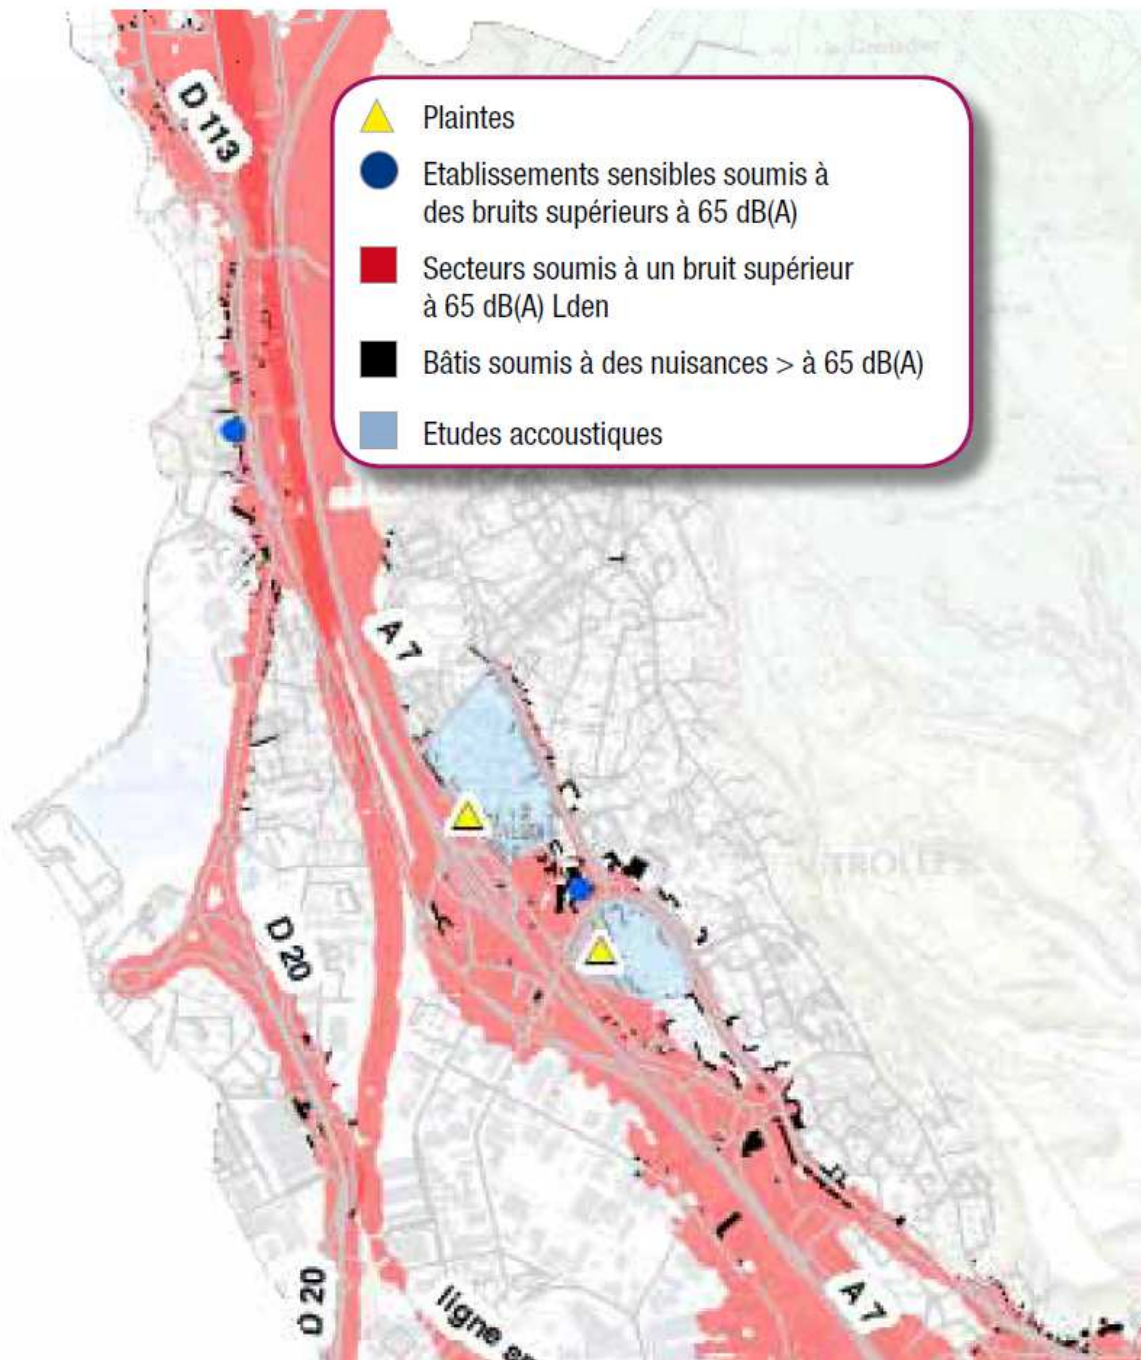 D 113
Plaintes
Etablissements sensibles soumis à
des bruits supérieurs à 65 dB(A)
Secteurs soumis à un bruit supérieur
à 65 dB(A) Lden
Bâtis soumis à des nuisances > à 65 dB(A)
Etudes accoustiques
A 7
D 20
D 20
ligne
A 7